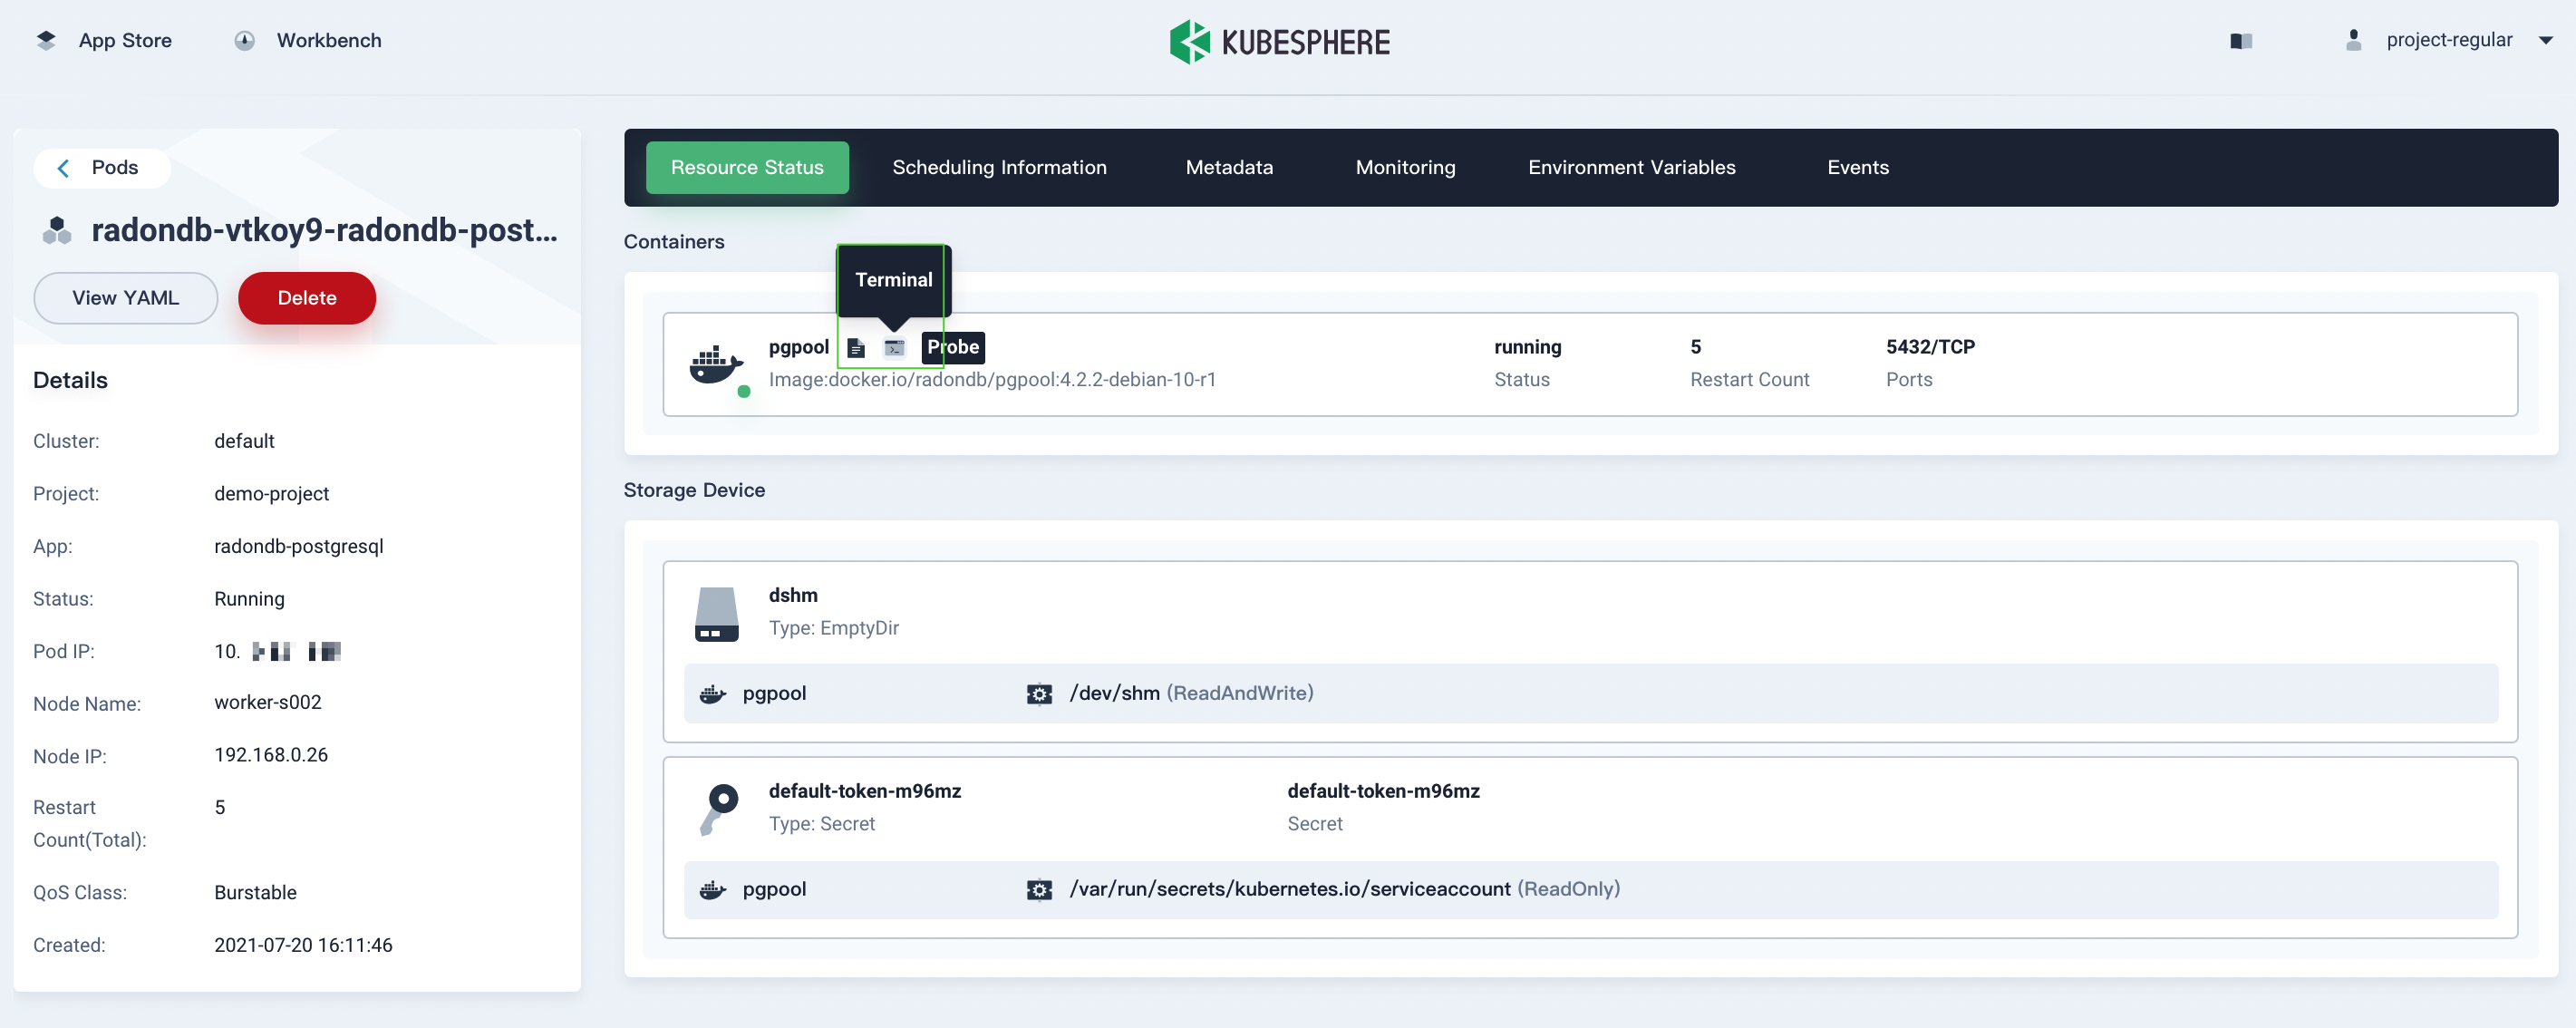 App Store
Workbench
KUBESPHERE
project-regular
Pods
radondb-vtkoy9-radondb-post...
View YAML
Delete
Details
Cluster: default
Project: demo-project
App: radondb-postgresql
Status: Running
Pod IP: 10.
Node Name: worker-s002
Node IP: 192.168.0.26
Restart Count(Total): 5
QoS Class: Burstable
Created: 2021-07-20 16:11:46
Resource Status
Scheduling Information
Metadata
Monitoring
Environment Variables
Events
Containers
Terminal
pgpool
Probe
Image:docker.io/radondb/pgpool:4.2.2-debian-10-r1
running
Status
5
Restart Count
5432/TCP
Ports
Storage Device
dshm
Type: EmptyDir
pgpool
/dev/shm (ReadAndWrite)
default-token-m96mz
Type: Secret
default-token-m96mz
Secret
pgpool
/var/run/secrets/kubernetes.io/serviceaccount (ReadOnly)